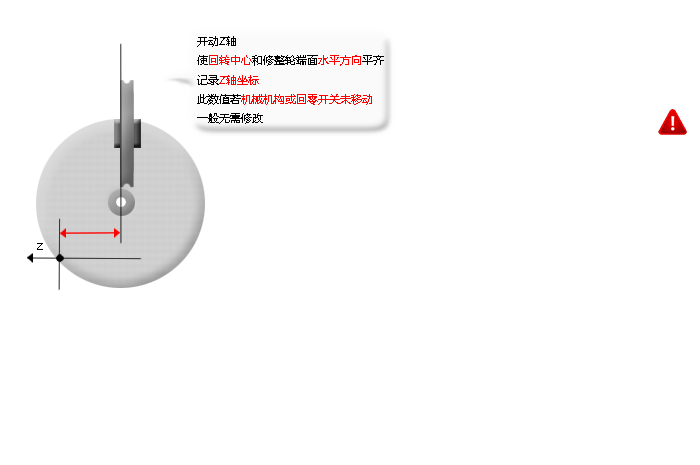 开动Z轴
使回转中心和修整轮端面水平方向平齐
记录Z轴坐标
此数值若机械机构或回零开关未移动
一般无需修改
Z